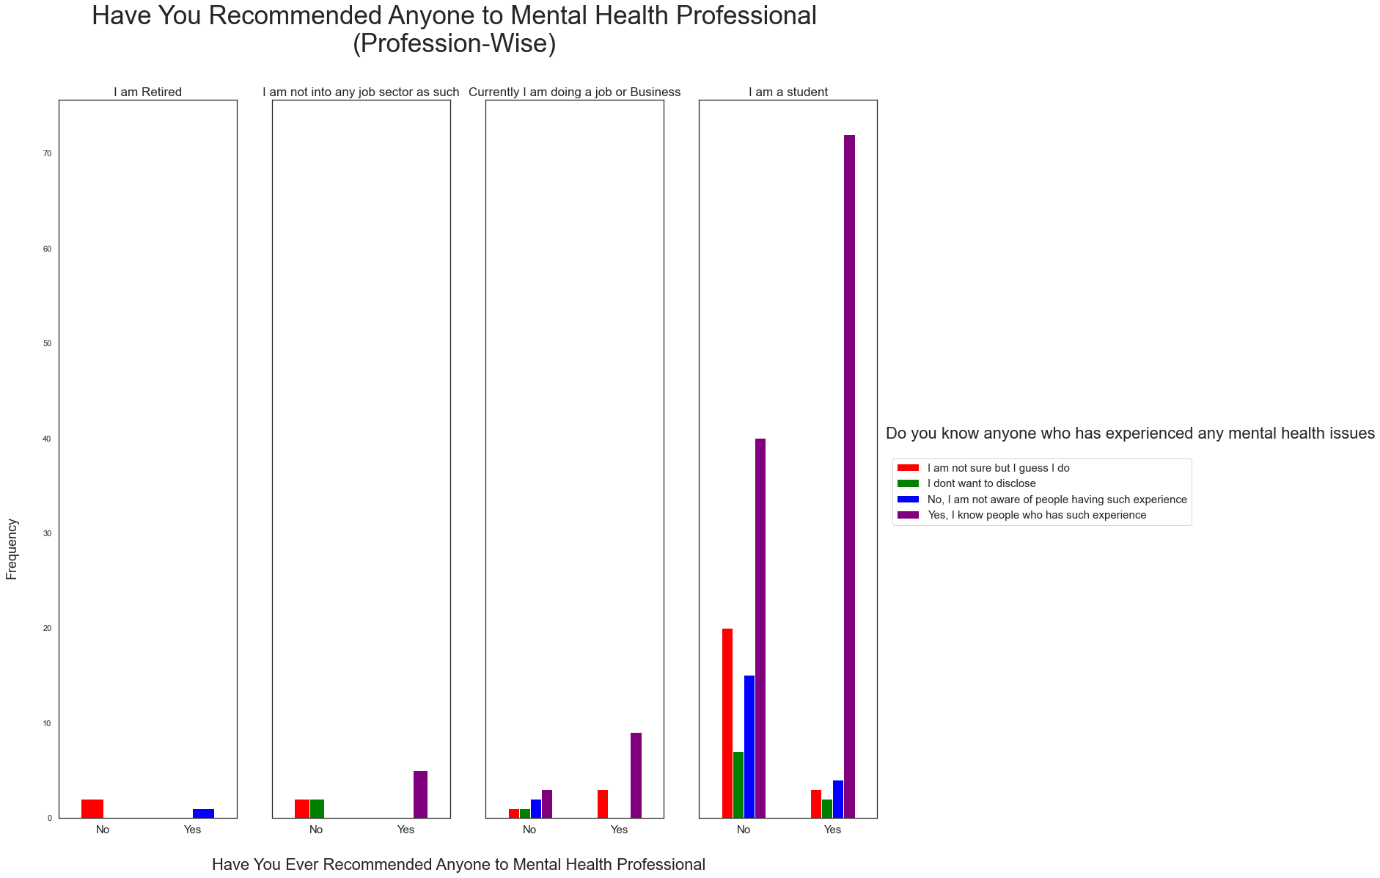 Have You Recommended Anyone to Mental Health Professional
(Profession-Wise)
I am Retired
I am not into any job sector as such
Currently I am doing a job or Business
I am a student
70
60
50
40
30
20
10
0
Frequency
No
Yes
No
Yes
No
Yes
No
Yes
Have You Ever Recommended Anyone to Mental Health Professional
Do you know anyone who has experienced any mental health issues
I am not sure but I guess I do
I dont want to disclose
No, I am not aware of people having such experience
Yes, I know people who has such experience